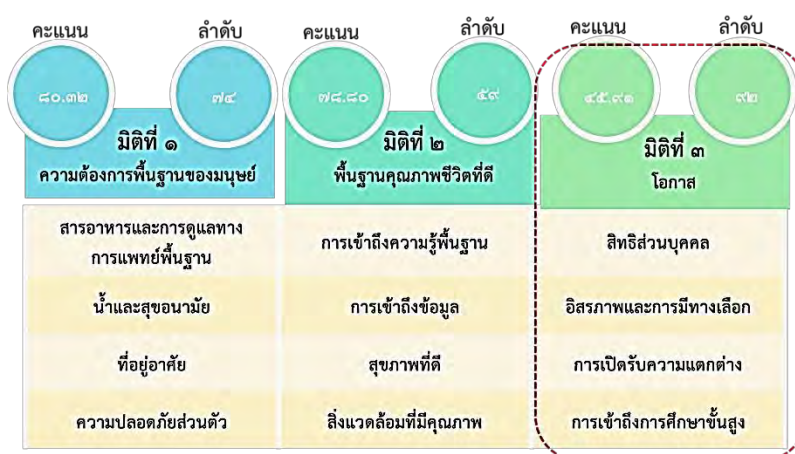 คะแนน
ลำดับ
คะแนน
ลำดับ
คะแนน
ลำดับ
๘๐.๓๒
๗๔
๗๘.๘๐
๕๙
๔๕.๙๑
๙๒
มิติที่ ๑
ความต้องการพื้นฐานของมนุษย์
มิติที่ ๒
พื้นฐานคุณภาพชีวิตที่ดี
มิติที่ ๓
โอกาส
สารอาหารและการดูแลทาง
การแพทย์พื้นฐาน
การเข้าถึงความรู้พื้นฐาน
สิทธิส่วนบุคคล
น้ำและสุขอนามัย
การเข้าถึงข้อมูล
อิสรภาพและการมีทางเลือก
ที่อยู่อาศัย
สุขภาพที่ดี
การเปิดรับความแตกต่าง
ความปลอดภัยส่วนตัว
สิ่งแวดล้อมที่มีคุณภาพ
การเข้าถึงการศึกษาขั้นสูง